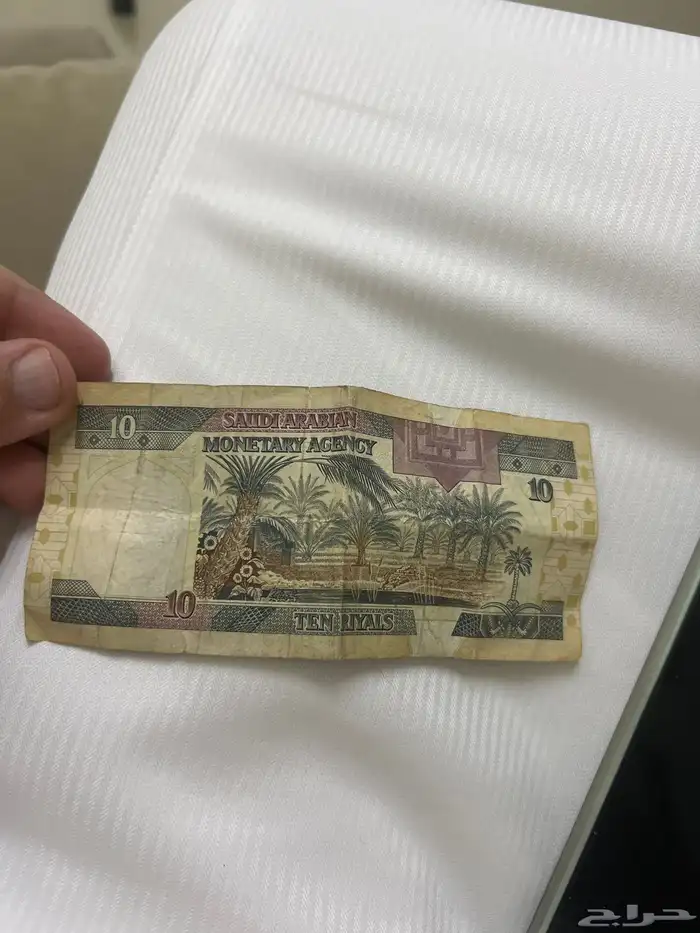 10
SAUDI ARABIAN
MONETARY AGENCY
10
10
TEN RIYALS
حراج